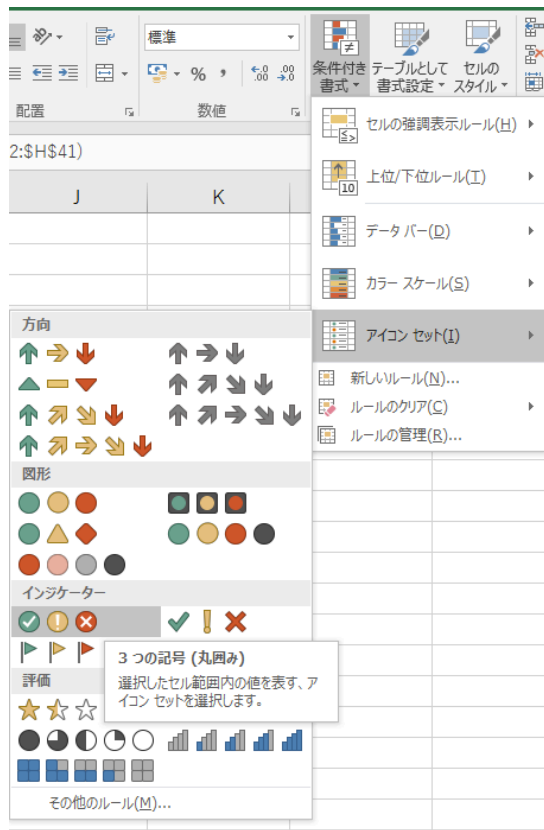 標準
条件付き 書式
テーブルとして 書式設定
セルの スタイル
% , .0 .00
.00 .0
配置
数値
2:$H$41)
J K
セルの強調表示ルール(H)
10
上位/下位ルール(T)
データ バー(D)
カラー スケール(S)
アイコン セット(I)
新しいルール(N)...
ルールのクリア(C)
ルールの管理(R)...
方向
図形
インジケーター
3 つの記号 (丸囲み)
選択したセル範囲内の値を表す、ア
イコン セットを選択します。
評価
その他のルール(M)...